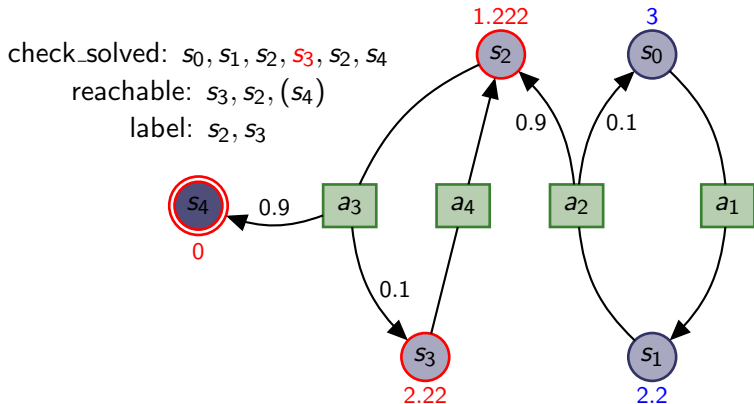 1.222
3
check_solved: s₀, s₁, s₂, s₃, s₂, s₄
s₂
s₀
reachable: s₃, s₂, (s₄)
0.9
0.1
label: s₂, s₃
s₄
0.9
a₃
a₄
a₂
a₁
0
0.1
s₃
s₁
2.22
2.2